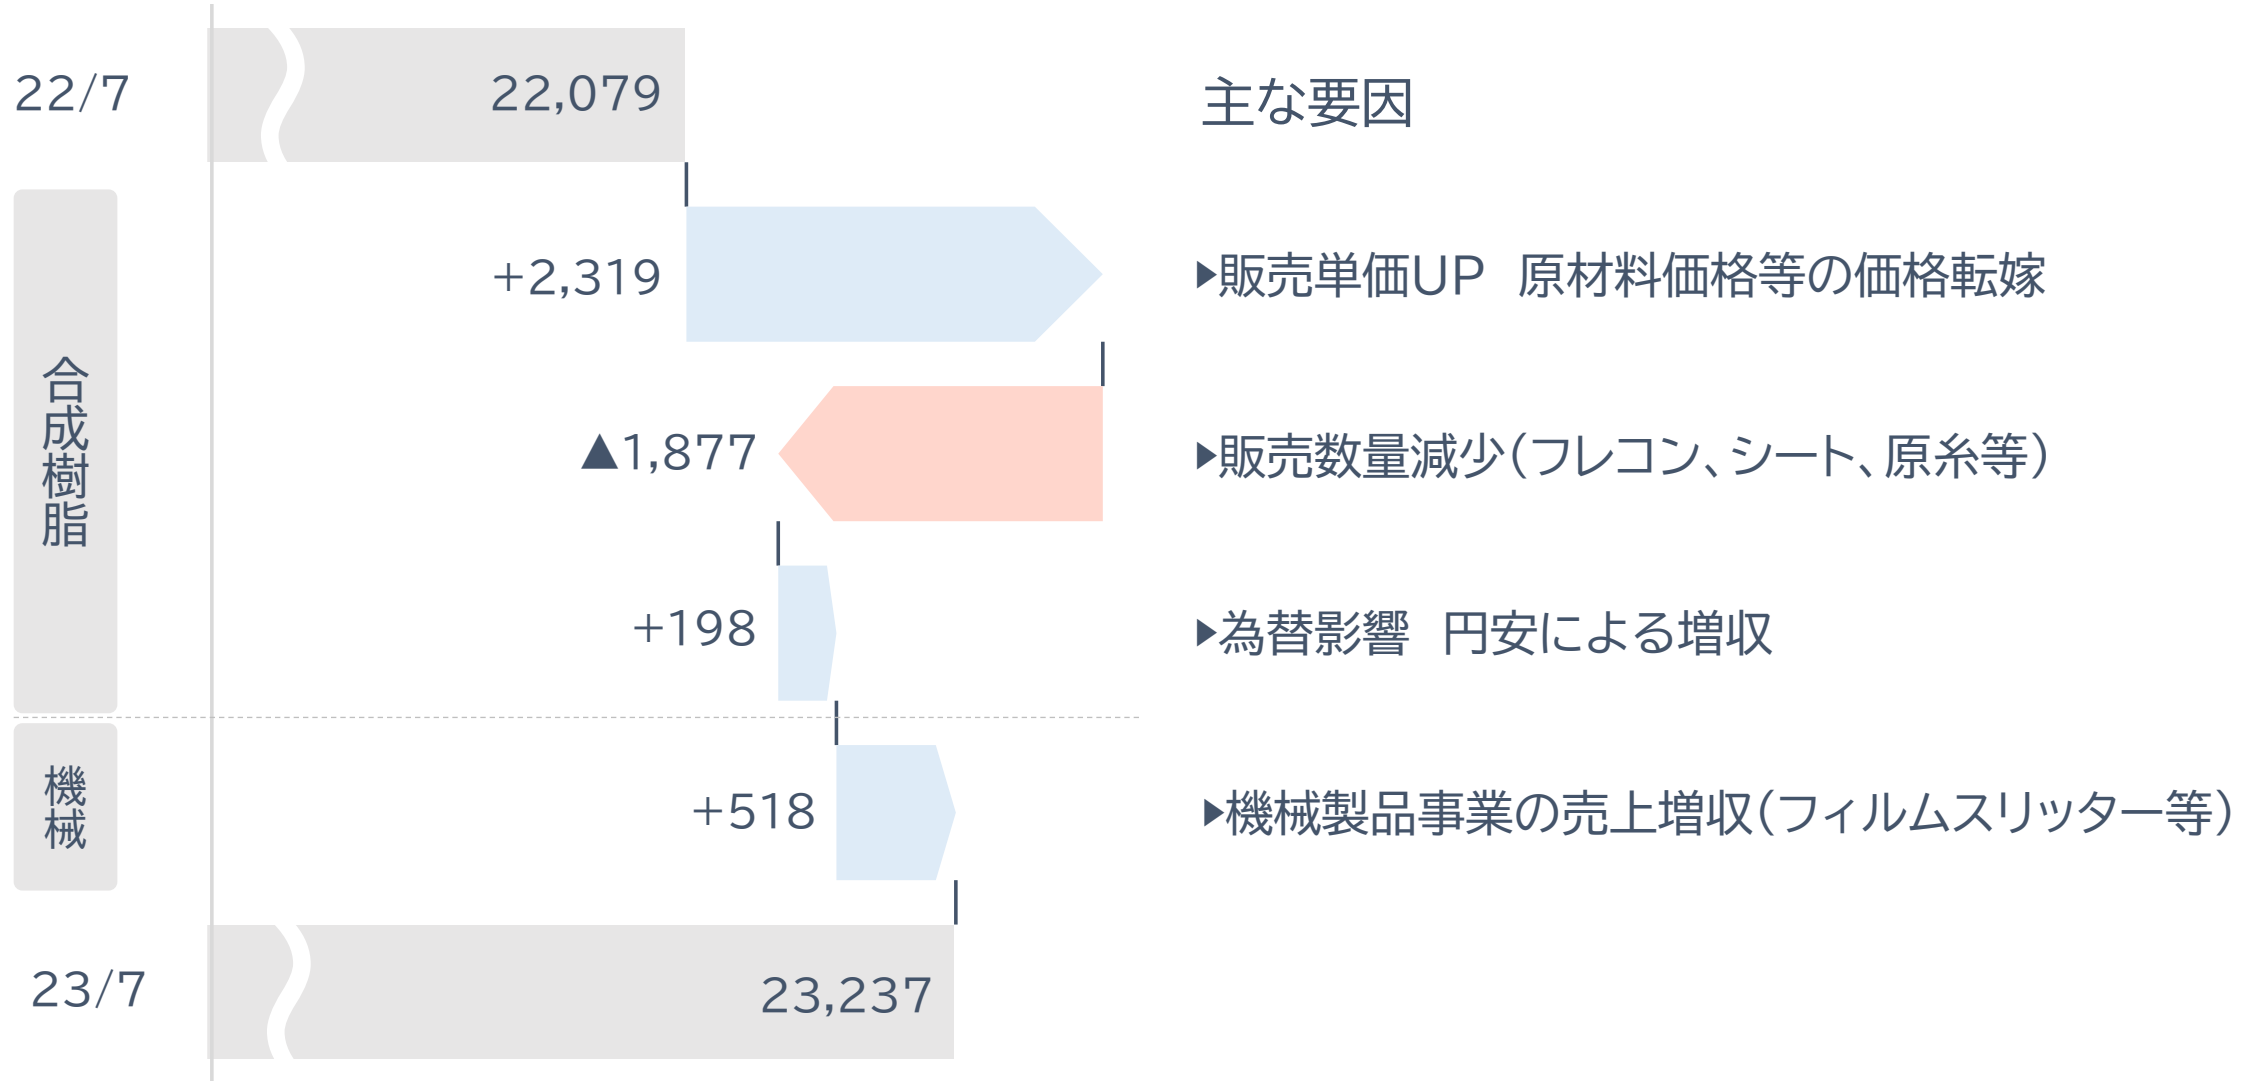 22/7
22,079
主な要因
合成樹脂
+2,319
▶販売単価UP　原材料価格等の価格転嫁
▲1,877
▶販売数量減少（フレコン、シート、原糸等）
+198
▶為替影響　円安による増収
機械
+518
▶機械製品事業の売上増収（フィルムスリッター等）
23/7
23,237